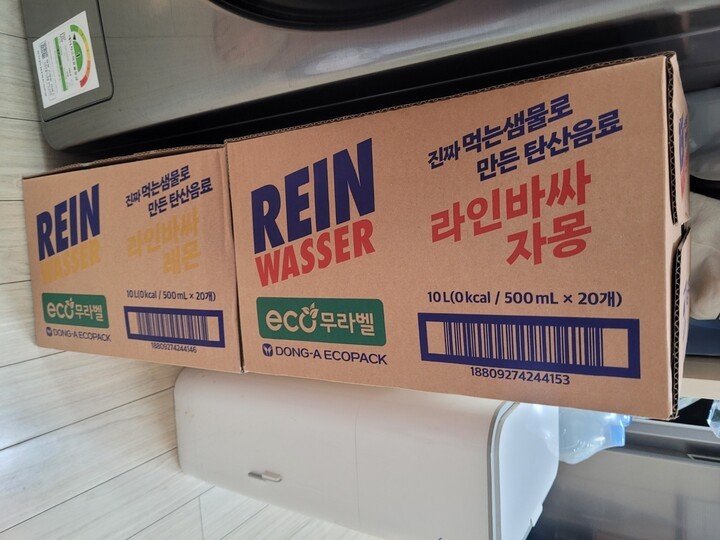 REIN
WASSER
진짜 먹는샘물로
만든 탄산음료
라인바싸
레몬
eco무라벨
DONG-A ECOPACK
10L(0kcal / 500mL × 20개)
18809274244146
REIN
WASSER
진짜 먹는샘물로
만든 탄산음료
라인바싸
자몽
eco무라벨
DONG-A ECOPACK
10L(0kcal / 500mL × 20개)
18809274244153